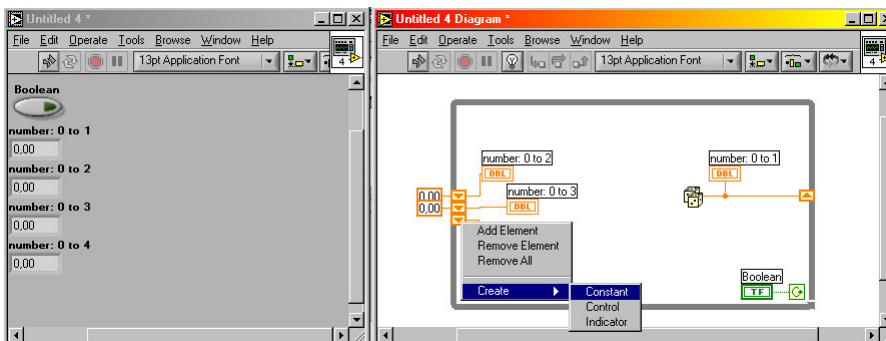 Untitled 4 *
File Edit Operate Tools Browse Window Help
13pt Application Font
4
Boolean
number: 0 to 1
0,00
number: 0 to 2
0,00
number: 0 to 3
0,00
number: 0 to 4
0,00
Untitled 4 Diagram *
File Edit Operate Tools Browse Window Help
13pt Application Font
4
number: 0 to 2
DBL
number: 0 to 1
DBL
0,00
number: 0 to 3
0,00
DBL
Add Element
Remove Element
Remove All
Create
Constant
Control
Indicator
Boolean
TF